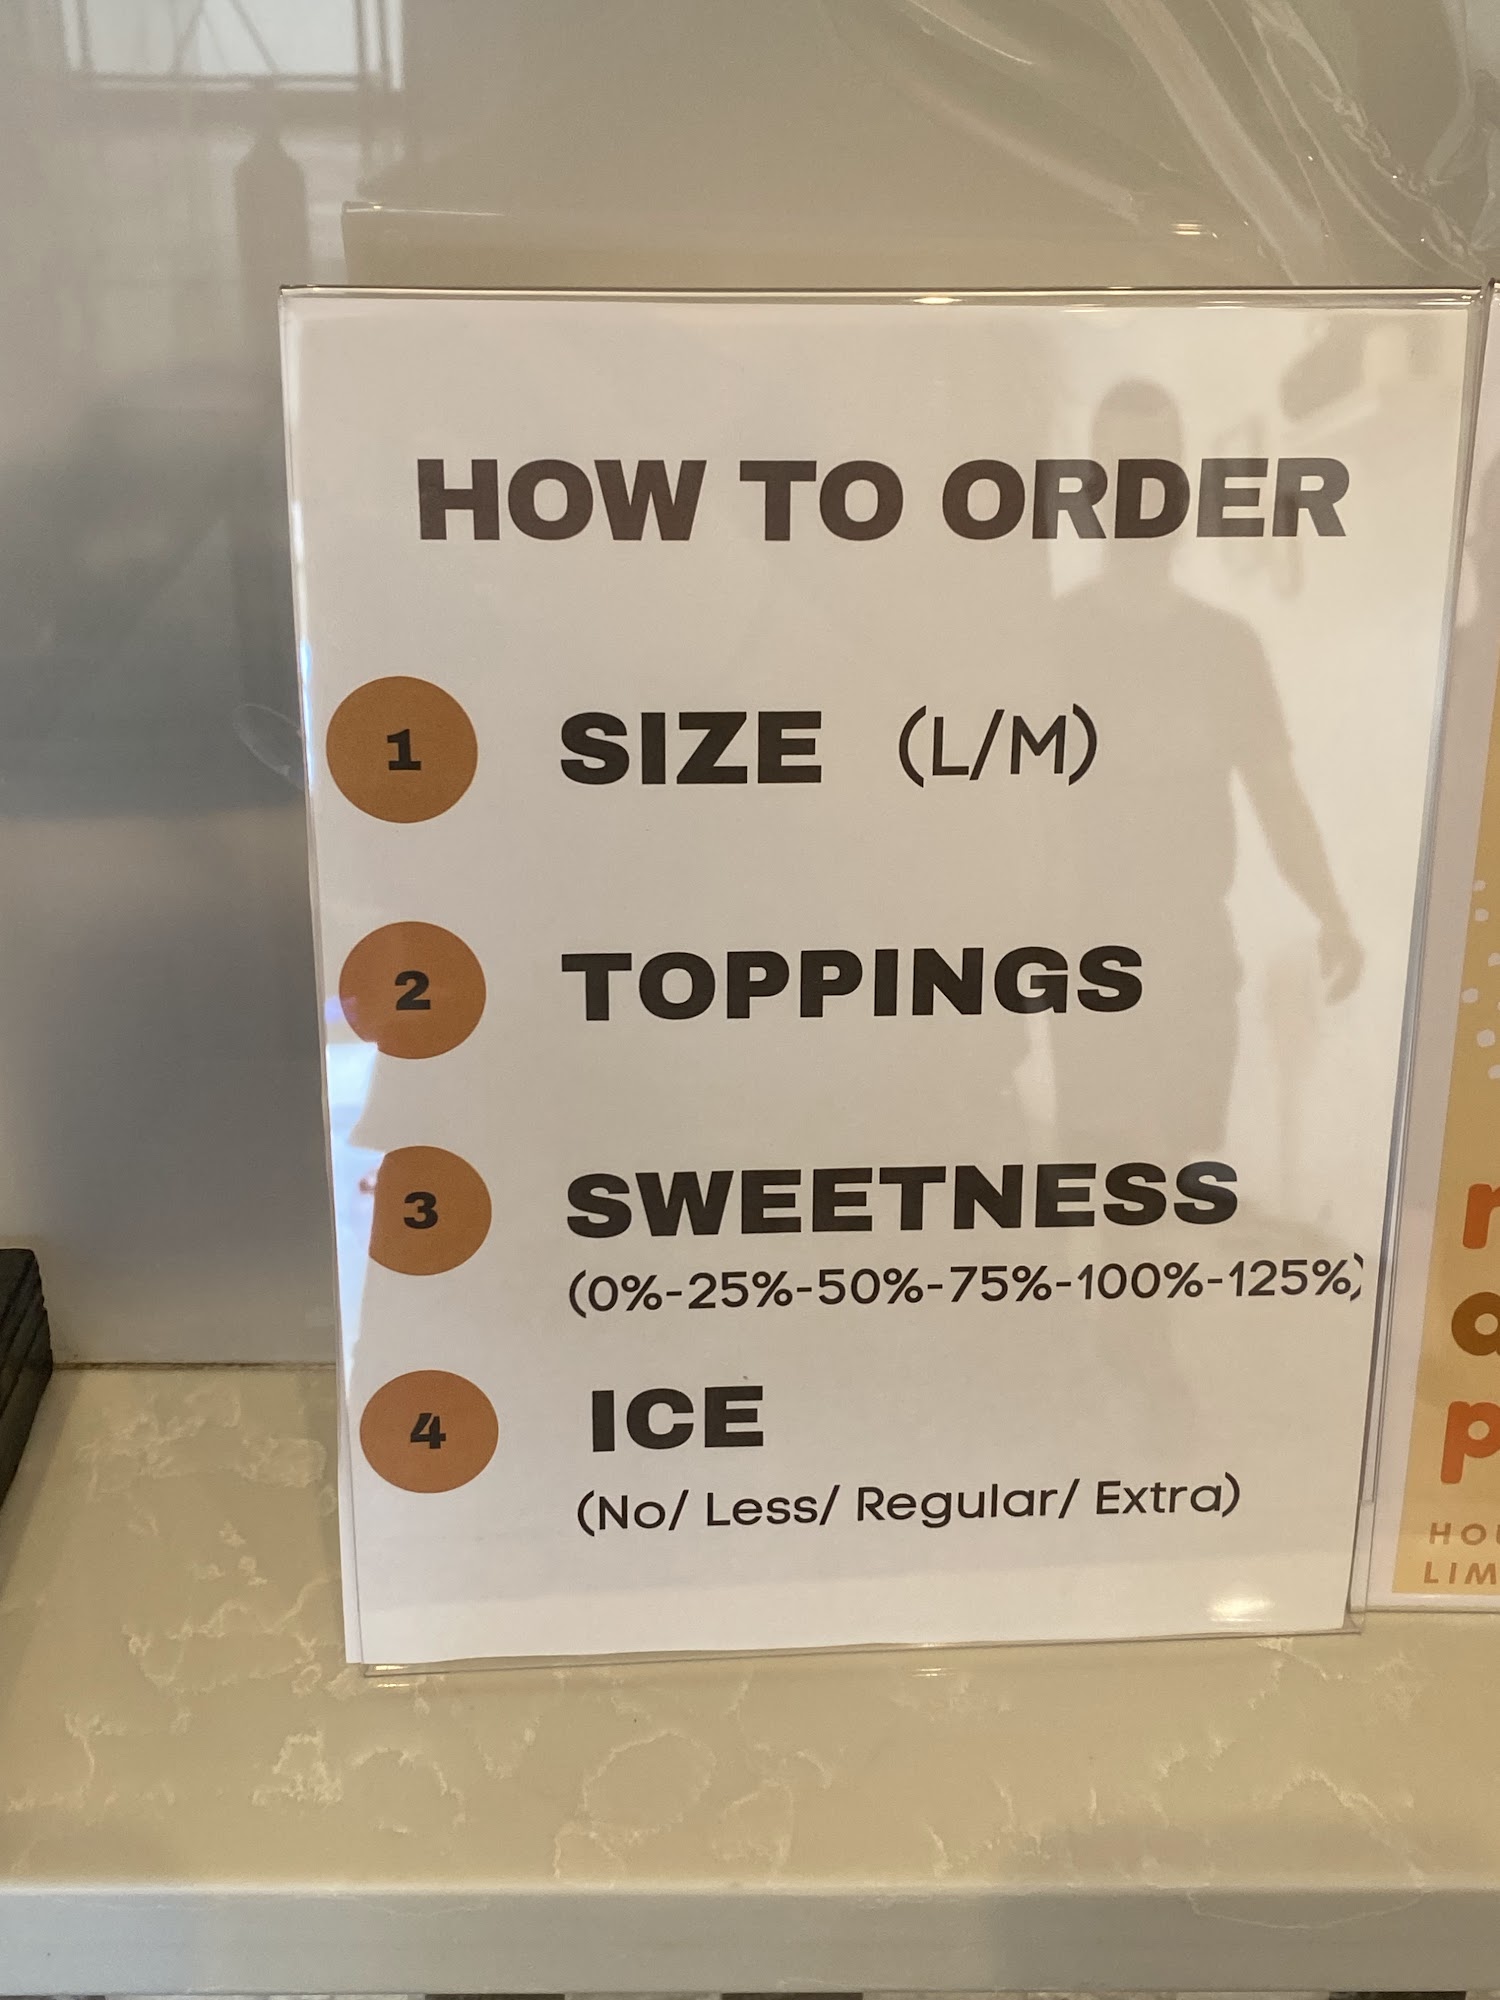 HOW TO ORDER
1 SIZE (L/M)
2 TOPPINGS
3 SWEETNESS
(0%-25%-50%-75%-100%-125%)
4 ICE
(No/ Less/ Regular/ Extra)